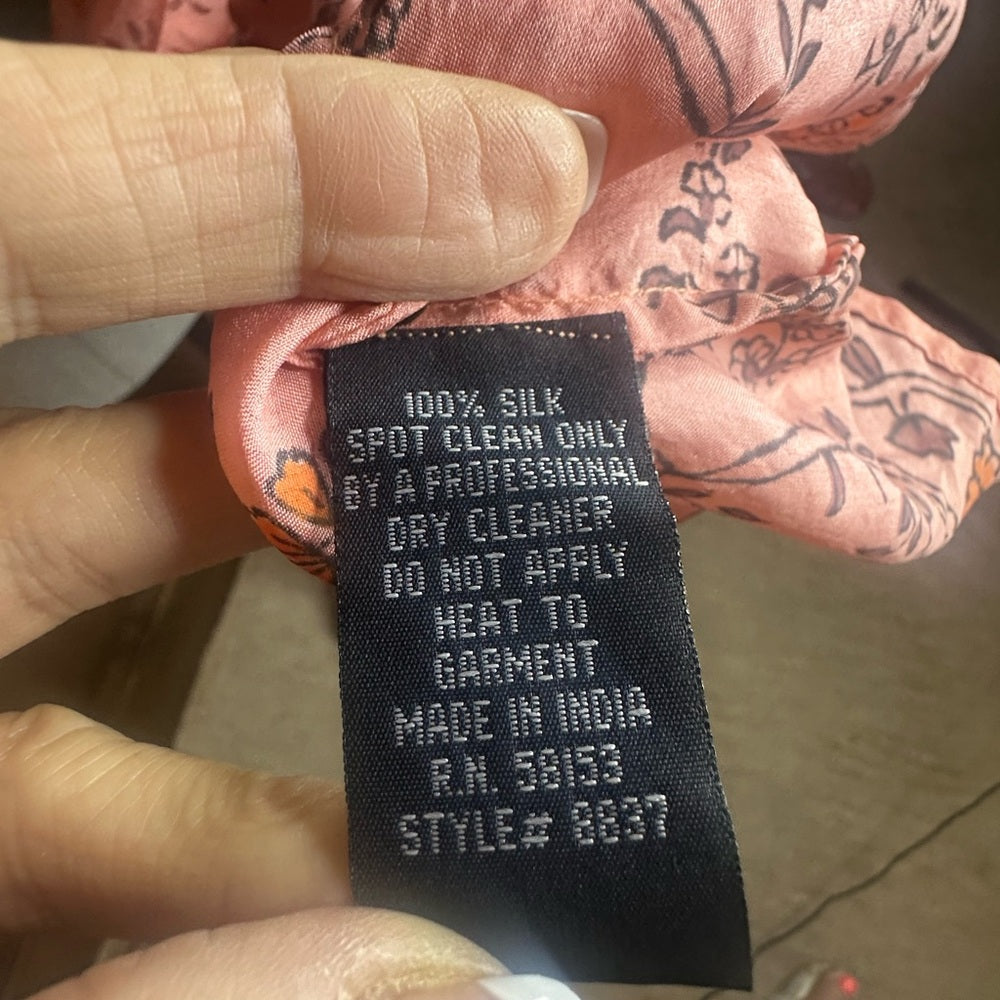 100% SILK
SPOT CLEAN ONLY
BY A PROFESSIONAL
DRY CLEANER
DO NOT APPLY
HEAT TO
GARMENT
MADE IN INDIA
R.N. 58153
STYLE#